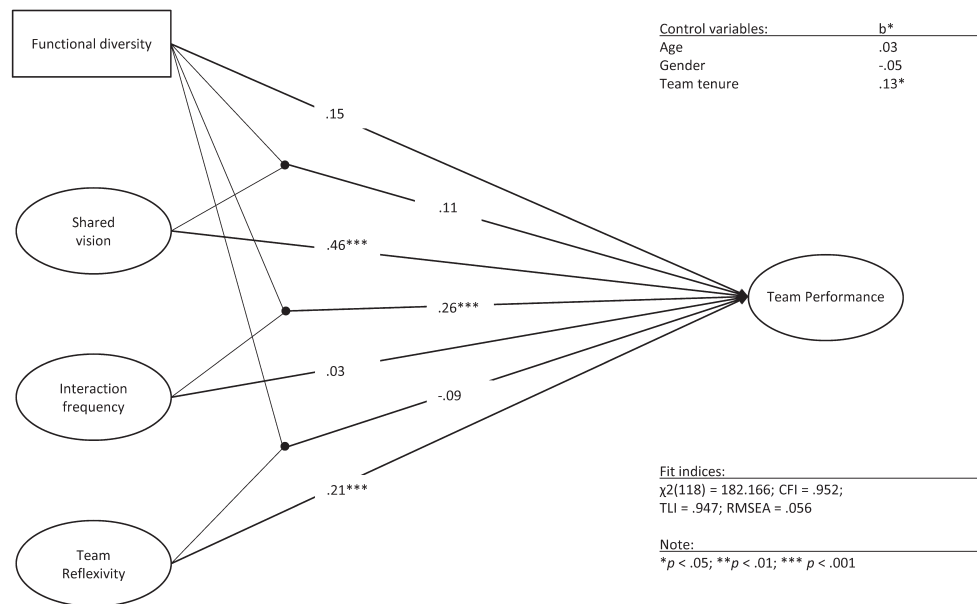 Functional diversity
Control variables: b*
Age .03
Gender -.05
Team tenure .13*
.15
.11
Shared
vision
.46***
Team Performance
.26***
.03
Interaction
frequency
-.09
.21***
Fit indices:
χ2(118) = 182.166; CFI = .952;
TLI = .947; RMSEA = .056
Team
Reflexivity
Note:
*p < .05; **p < .01; *** p < .001